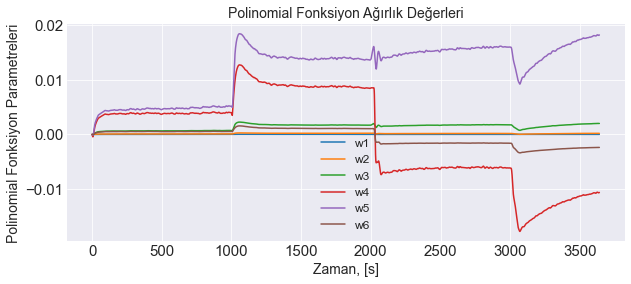 Polinomial Fonksiyon Ağırlık Değerleri
Polinomial Fonksiyon Parametreleri
0.02
0.01
0.00
−0.01
w1
w2
w3
w4
w5
w6
0 500 1000 1500 2000 2500 3000 3500
Zaman, [s]